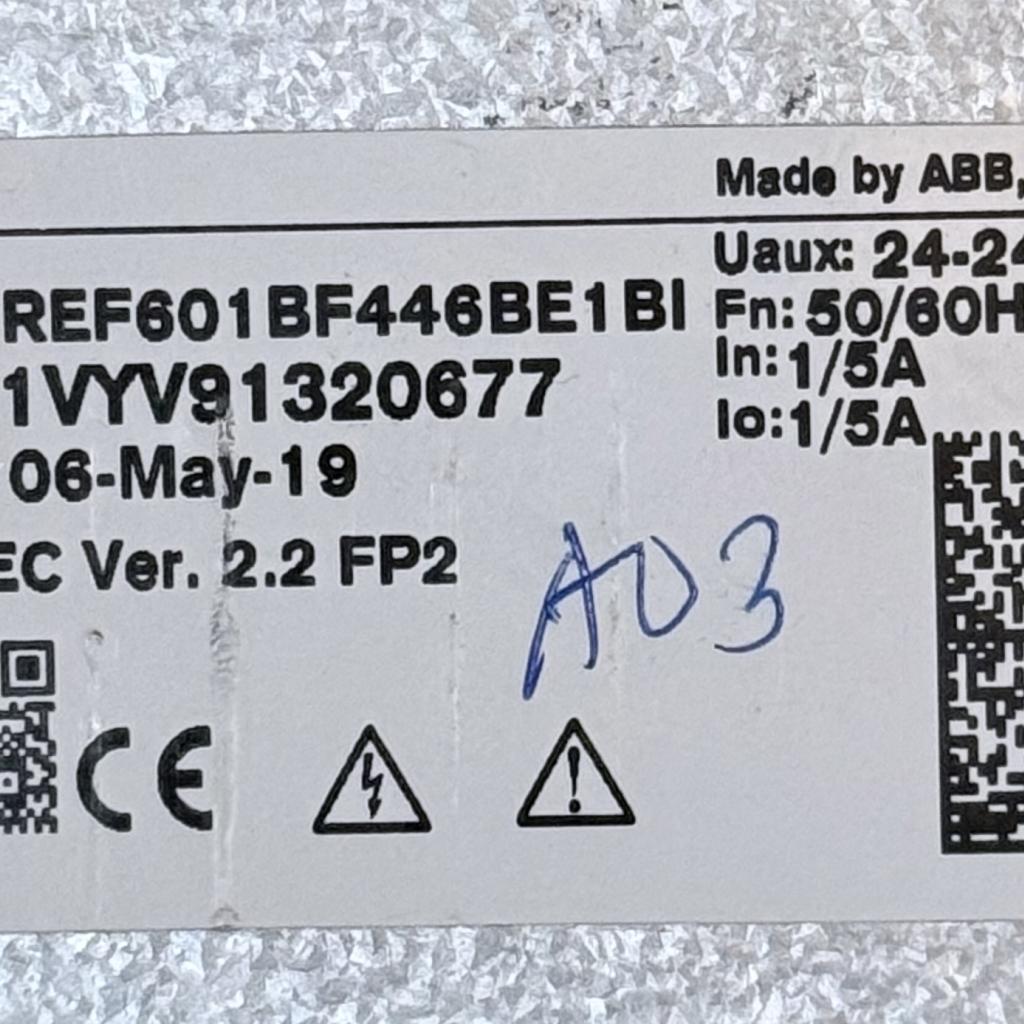 Made by ABB,
Uaux: 24-24
REF601BF446BE1BI
Fn: 50/60H
1VYV91320677
In: 1/5A
Io: 1/5A
06-May-19
EC Ver. 2.2 FP2
A03
CE